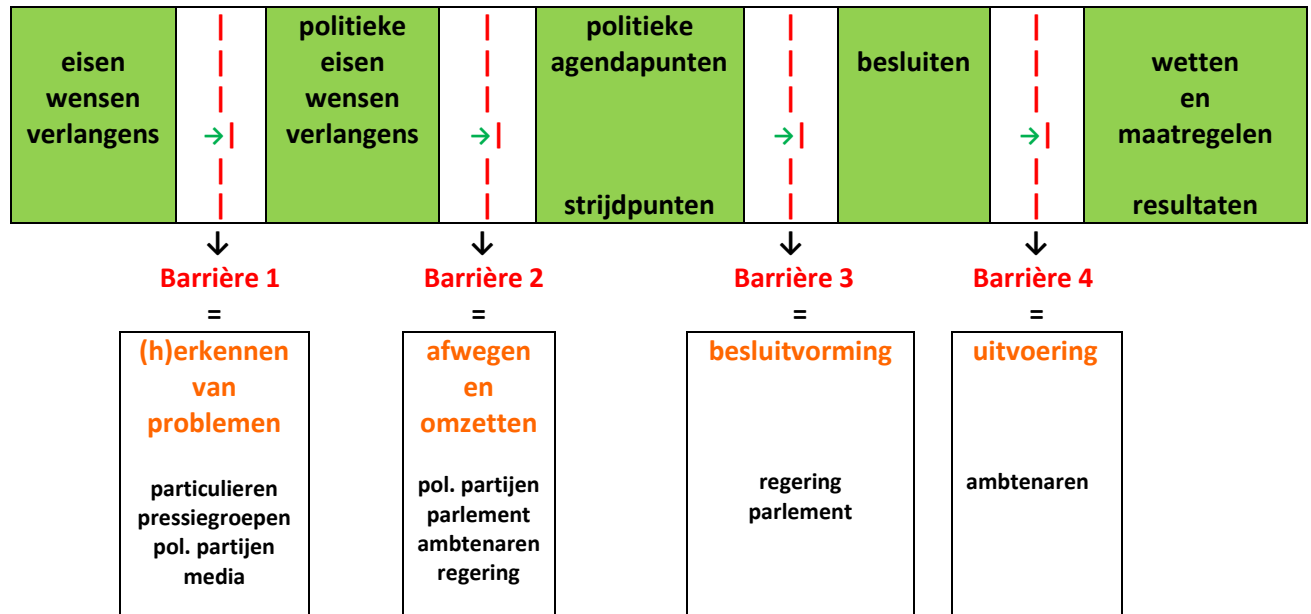 eisen
wensen
verlangens
politieke
eisen
wensen
verlangens
politieke
agendapunten
strijdpunten
besluiten
wetten
en
maatregelen
resultaten
Barrière 1
=
(h)erkennen
van
problemen
particulieren
pressiegroepen
pol. partijen
media
Barrière 2
=
afwegen
en
omzetten
pol. partijen
parlement
ambtenaren
regering
Barrière 3
=
besluitvorming
regering
parlement
Barrière 4
=
uitvoering
ambtenaren